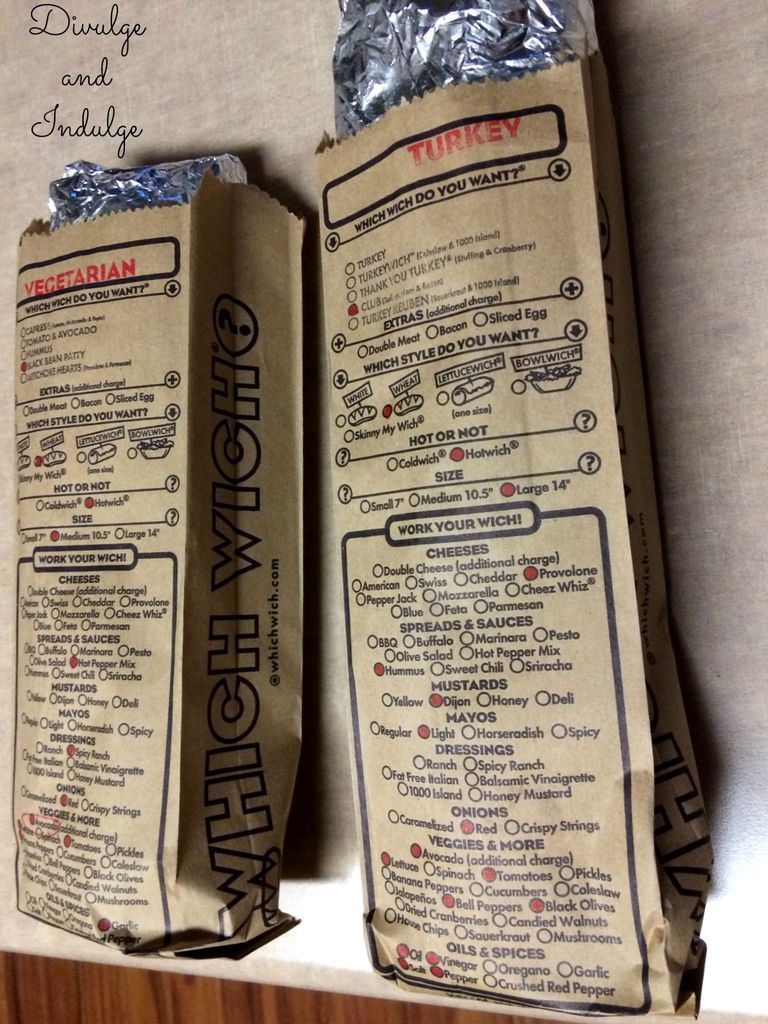 Divulge
and
Indulge
VEGETARIAN
WHICH WICH DO YOU WANT?®
TOMATO & AVOCADO
HUMMUS
BLACK BEAN PATTY
ARTICHOKE HEARTS
EXTRAS (additional charge)
Double Meat Bacon Sliced Egg
WHICH STYLE DO YOU WANT?
WHEAT LETTUCEWICH® BOWLWICH®
(one size)
Skinny My Wich®
HOT OR NOT
Coldwich® Hotwich®
SIZE
Small 7" Medium 10.5" Large 14"
WORK YOUR WICH!
CHEESES
Double Cheese (additional charge)
American Swiss Cheddar Provolone
Pepper Jack Mozzarella Cheez Whiz®
Blue Feta Parmesan
SPREADS & SAUCES
BBQ Buffalo Marinara Pesto
Olive Salad Hot Pepper Mix
Hummus Sweet Chili Sriracha
MUSTARDS
Yellow Dijon Honey Deli
MAYOS
Regular Light Horseradish Spicy
DRESSINGS
Ranch Spicy Ranch
Fat Free Italian Balsamic Vinaigrette
1000 Island Honey Mustard
ONIONS
Caramelized Red Crispy Strings
VEGGIES & MORE
Avocado (additional charge)
Spinach Tomatoes Pickles
Cucumbers Coleslaw
Bell Peppers Black Olives
Candied Walnuts
Sauerkraut Mushrooms
OILS & SPICES
Oregano Garlic
Red Pepper
WHICH WICH®?
whichwich.com
TURKEY
WHICH WICH DO YOU WANT?®
TURKEY
TURKEYWICH™ (Coleslaw & 1000 Island)
THANK YOU TURKEY® (Stuffing & Cranberry)
CLUB
TURKEY REUBEN (Sauerkraut & 1000 Island)
EXTRAS (additional charge)
Double Meat Bacon Sliced Egg
WHICH STYLE DO YOU WANT?
WHITE WHEAT LETTUCEWICH® BOWLWICH®
(one size)
Skinny My Wich®
HOT OR NOT
Coldwich® Hotwich®
SIZE
Small 7" Medium 10.5" Large 14"
WORK YOUR WICH!
CHEESES
Double Cheese (additional charge)
American Swiss Cheddar Provolone
Pepper Jack Mozzarella Cheez Whiz®
Blue Feta Parmesan
SPREADS & SAUCES
BBQ Buffalo Marinara Pesto
Olive Salad Hot Pepper Mix
Hummus Sweet Chili Sriracha
MUSTARDS
Yellow Dijon Honey Deli
MAYOS
Regular Light Horseradish Spicy
DRESSINGS
Ranch Spicy Ranch
Fat Free Italian Balsamic Vinaigrette
1000 Island Honey Mustard
ONIONS
Caramelized Red Crispy Strings
VEGGIES & MORE
Avocado (additional charge)
Lettuce Spinach Tomatoes Pickles
Banana Peppers Cucumbers Coleslaw
Jalapeños Bell Peppers Black Olives
Dried Cranberries Candied Walnuts
House Chips Sauerkraut Mushrooms
OILS & SPICES
Oil Vinegar Oregano Garlic
Salt Pepper Crushed Red Pepper
whichwich.com